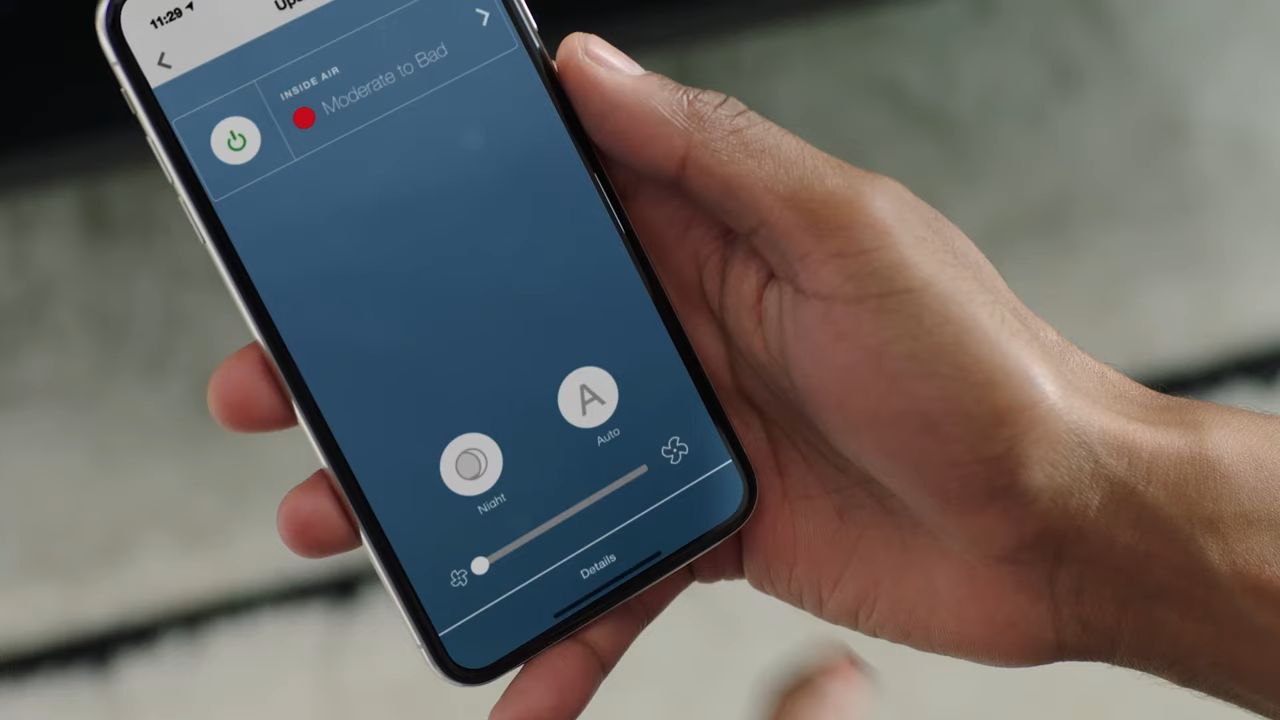 11:29
INSIDE AIR
Moderate to Bad
A
Auto
Night
Details